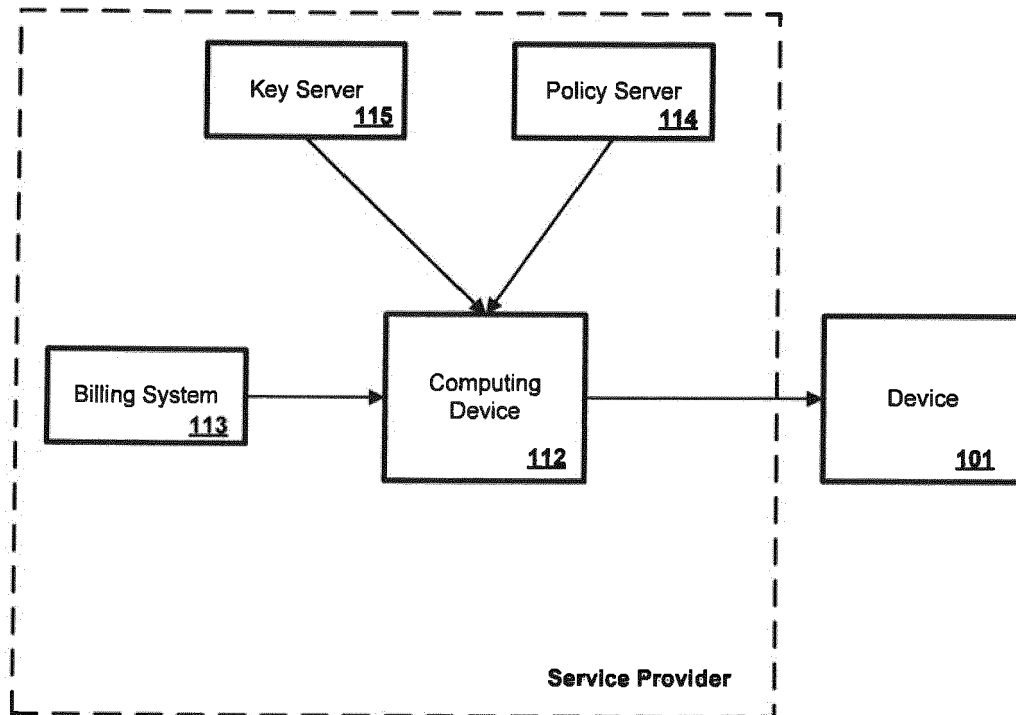 Key Server
115
Policy Server
114
Billing System
113
Computing
Device
112
Device
101
Service Provider